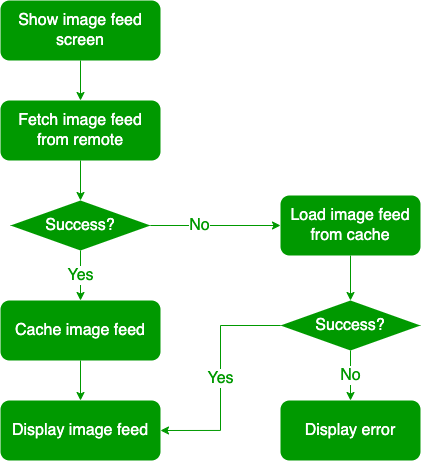 Show image feed
screen
Fetch image feed
from remote
Success?
No
Load image feed
from cache
Yes
Cache image feed
Success?
Yes
No
Display image feed
Display error